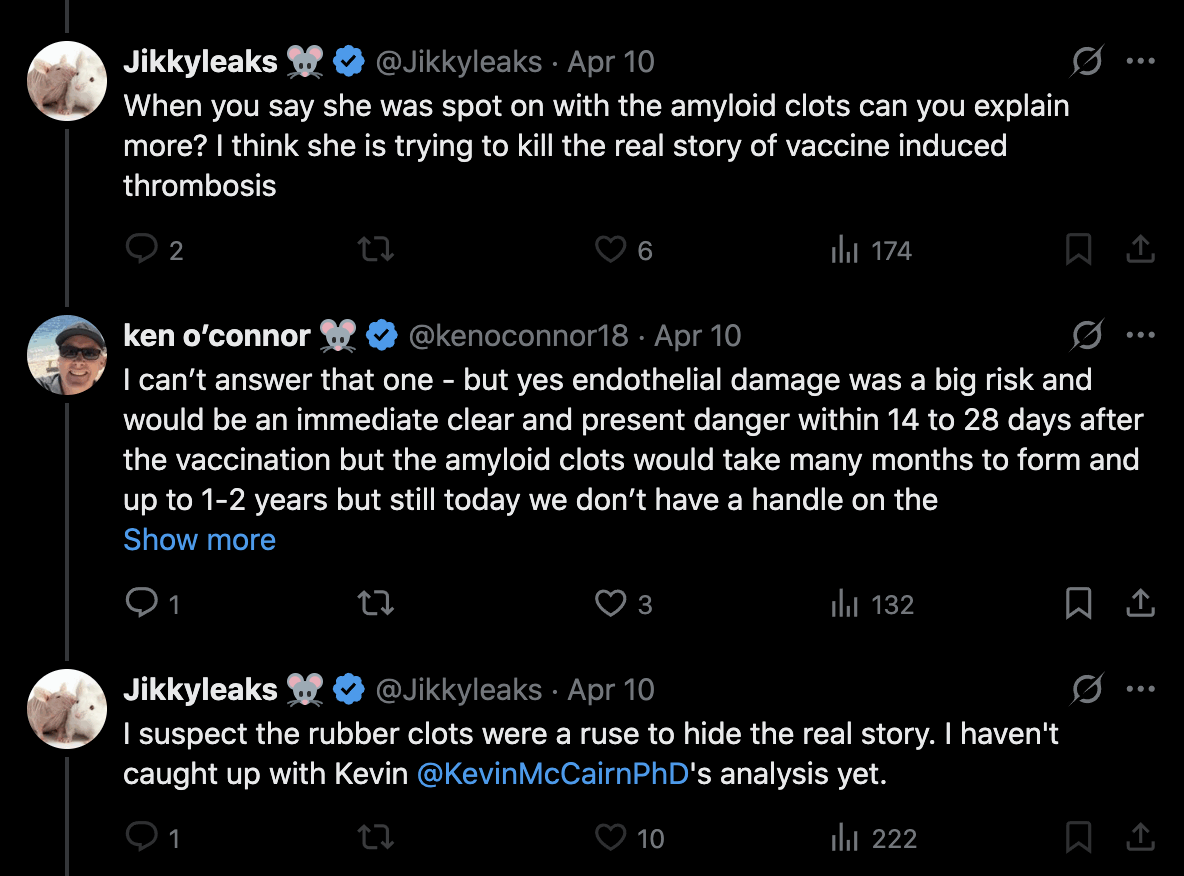 Jikkyleaks 🐭 @Jikkyleaks · Apr 10
When you say she was spot on with the amyloid clots can you explain
more? I think she is trying to kill the real story of vaccine induced
thrombosis
2 6 174
ken o’connor 🐭 @kenoconnor18 · Apr 10
I can’t answer that one - but yes endothelial damage was a big risk and
would be an immediate clear and present danger within 14 to 28 days after
the vaccination but the amyloid clots would take many months to form and
up to 1-2 years but still today we don’t have a handle on the
Show more
1 3 132
Jikkyleaks 🐭 @Jikkyleaks · Apr 10
I suspect the rubber clots were a ruse to hide the real story. I haven't
caught up with Kevin @KevinMcCairnPhD's analysis yet.
1 10 222